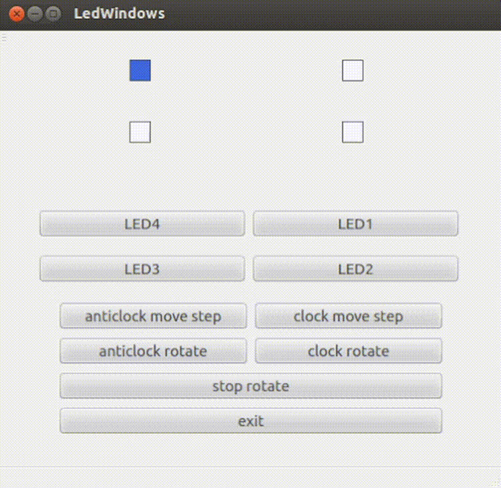 LedWindows
LED4 LED1
LED3 LED2
anticlock move step clock move step
anticlock rotate clock rotate
stop rotate
exit